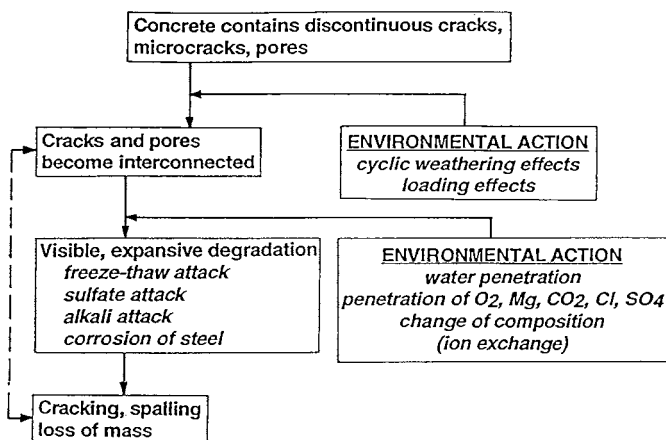 Concrete contains discontinuous cracks,
microcracks, pores
Cracks and pores
become interconnected
ENVIRONMENTAL ACTION
cyclic weathering effects
loading effects
Visible, expansive degradation
freeze-thaw attack
sulfate attack
alkali attack
corrosion of steel
ENVIRONMENTAL ACTION
water penetration
penetration of O2, Mg, CO2, Cl, SO4
change of composition
(ion exchange)
Cracking, spalling
loss of mass